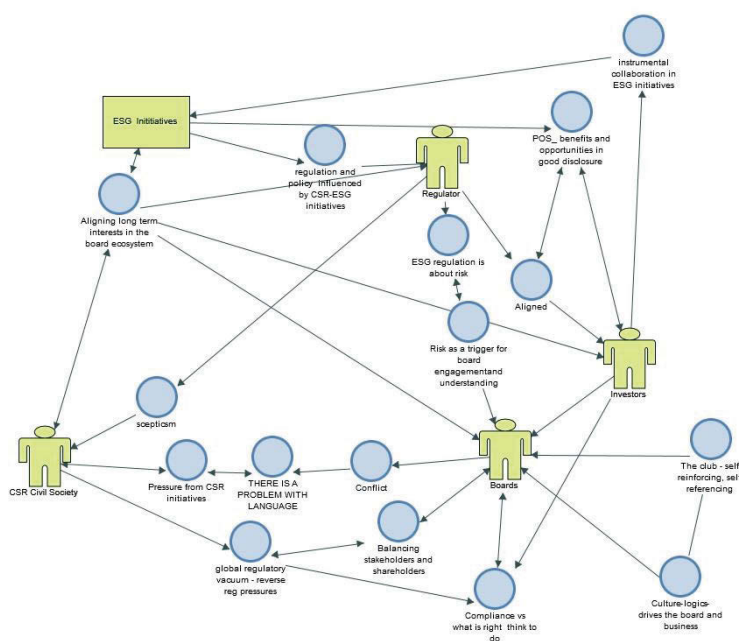 instrumental
collaboration in
ESG initiatives
ESG Inititiatives
POS_ benefits and
opportunities in
good disclosure
regulation and
policy influenced
by CSR-ESG
initiatives
Regulator
Aligning long term
interests in the
board ecosystem
ESG regulation is
about risk
Aligned
Risk as a trigger for
board
engagementand
understanding
Investors
scepticsm
CSR Civil Society
Pressure from CSR
initiatives
THERE IS A
PROBLEM WITH
LANGUAGE
Conflict
Boards
The club - self
reinforcing, self
referencing
Balancing
stakeholders and
shareholders
global regulatory
vacuum - reverse
reg pressures
Compliance vs
what is right think to
do
Culture-logics-
drives the board and
business